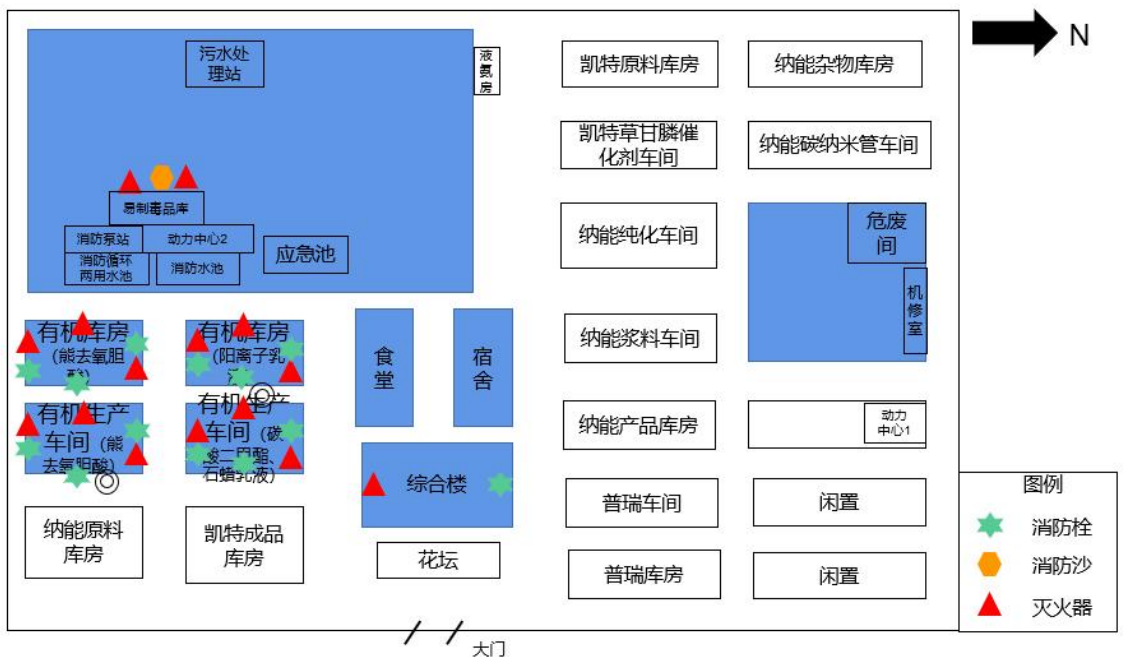 N
污水处
理站
液
氨
房
凯特原料库房
纳能杂物库房
凯特草甘膦催
化剂车间
纳能碳纳米管车间
易制毒品库
消防泵站
动力中心2
消防循环
两用水池
消防水池
应急池
纳能纯化车间
危废
间
机
修
室
有机库房
(熊去氧胆
酸)
有机库房
(阳离子乳
食
堂
宿
舍
纳能浆料车间
有机生产
车间(熊
去氧胆酸)
有机生产
车间(碳
酸二甲酯、
石蜡乳液)
综合楼
纳能产品库房
动力
中心1
纳能原料
库房
凯特成品
库房
花坛
普瑞车间
闲置
普瑞库房
闲置
图例
消防栓
消防沙
灭火器
大门